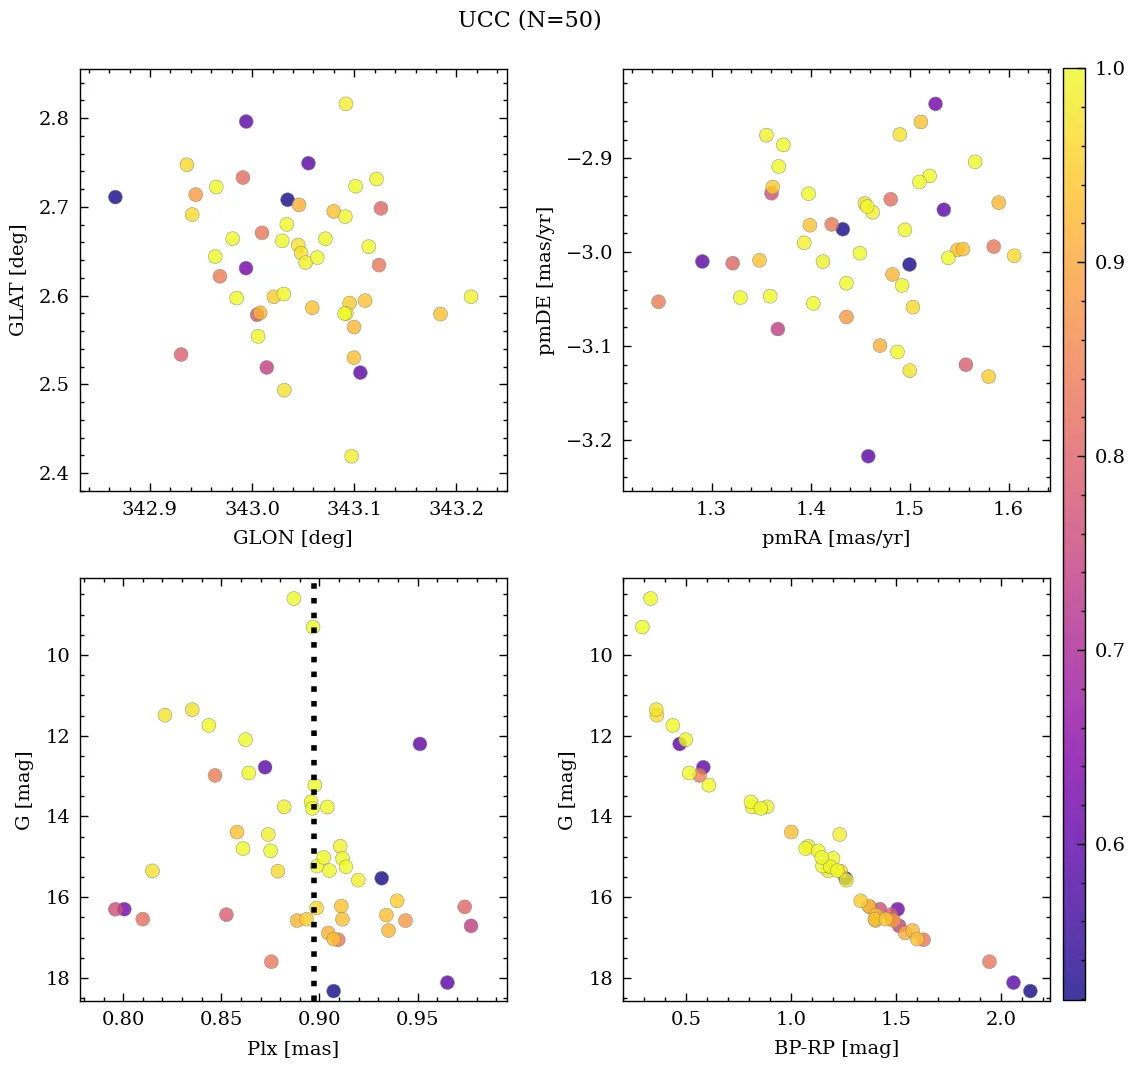 UCC (N=50)
2.8
2.7
2.6
2.5
2.4
GLAT [deg]
342.9 343.0 343.1 343.2
GLON [deg]
−2.9
−3.0
−3.1
−3.2
pmDE [mas/yr]
1.3 1.4 1.5 1.6
pmRA [mas/yr]
10
12
14
16
18
G [mag]
0.80 0.85 0.90 0.95
Plx [mas]
10
12
14
16
18
G [mag]
0.5 1.0 1.5 2.0
BP-RP [mag]
1.0
0.9
0.8
0.7
0.6